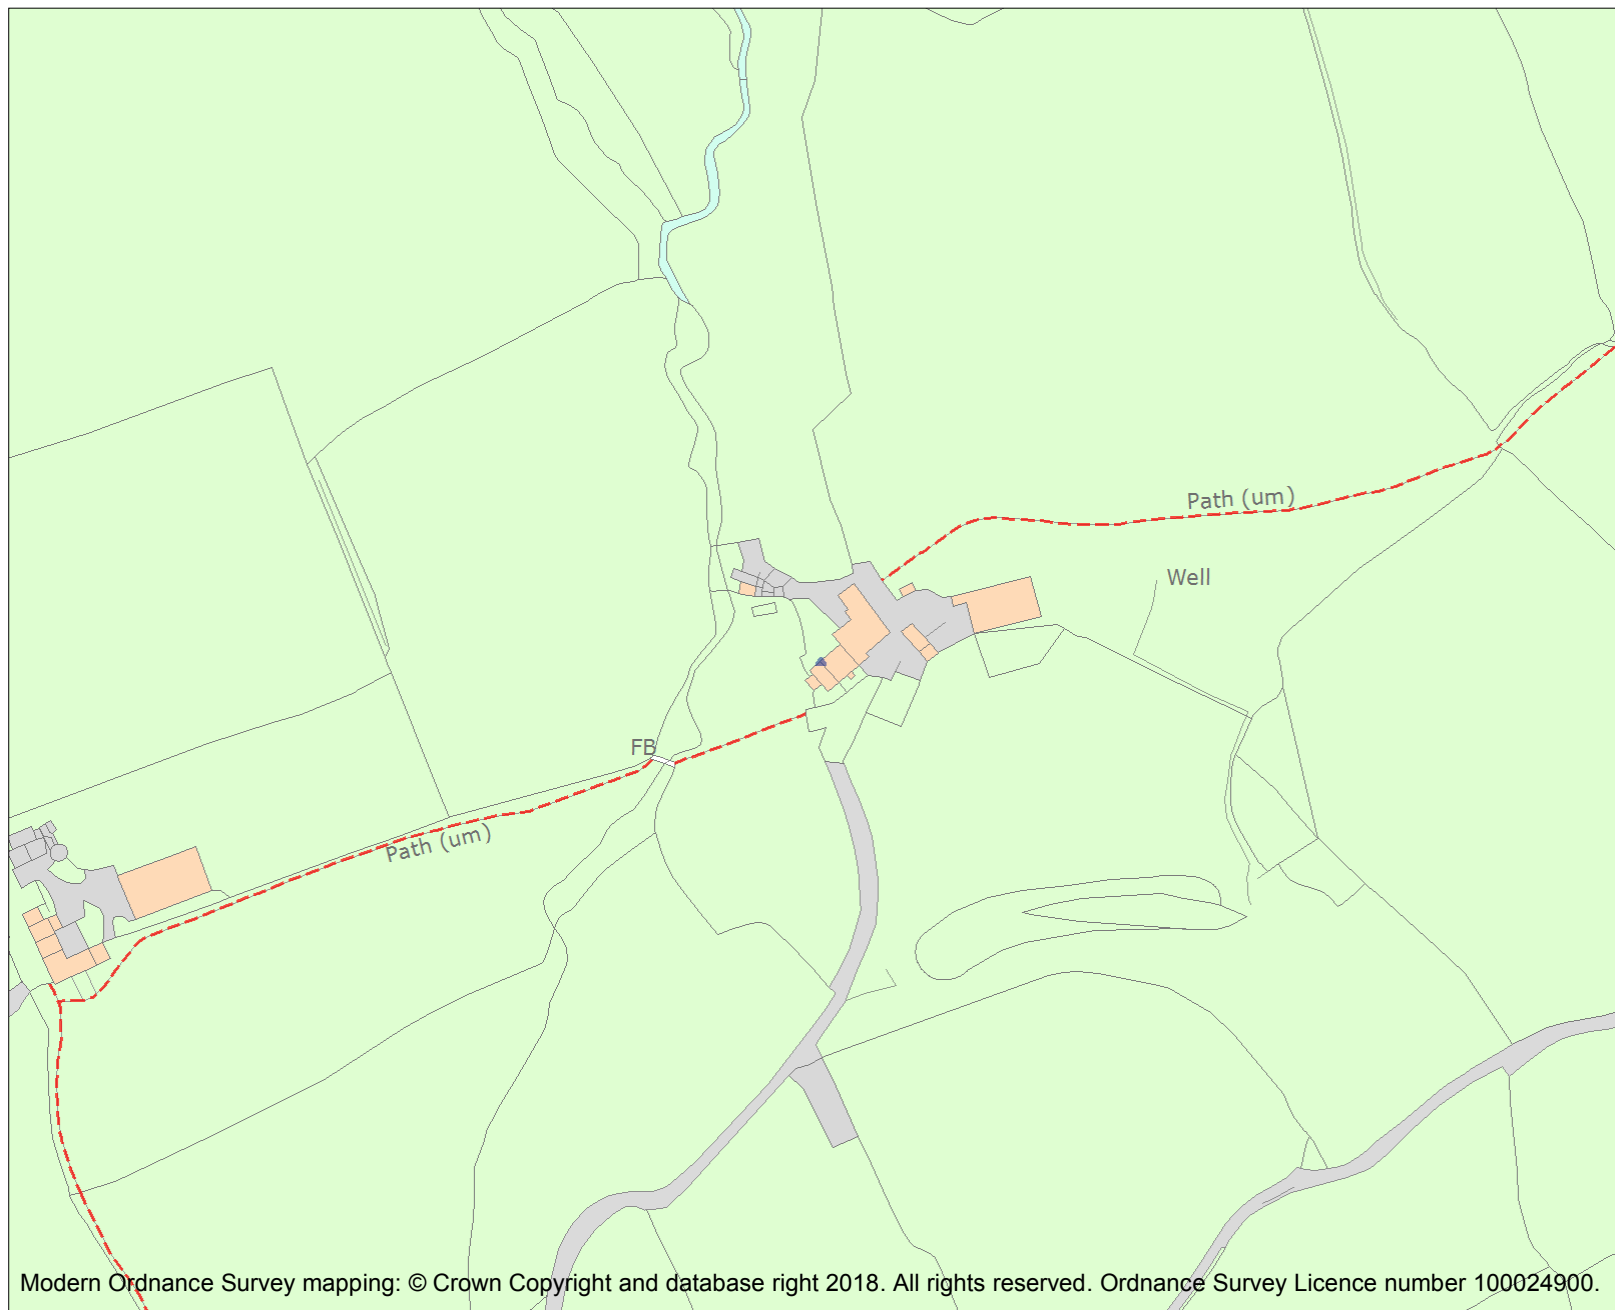 Path (um)
Well
FB
Path (um)
Modern Ordnance Survey mapping: © Crown Copyright and database right 2018. All rights reserved. Ordnance Survey Licence number 100024900.